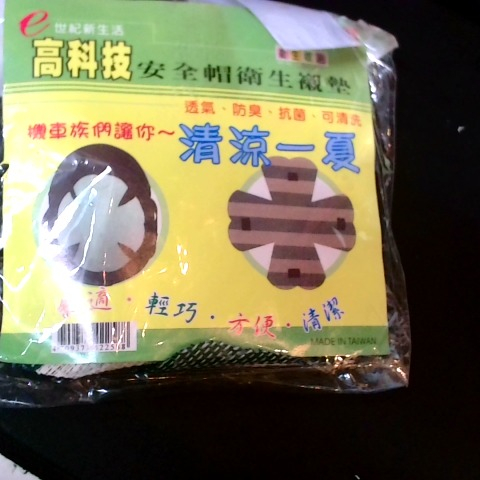 e世紀新生活
高科技安全帽衛生襯墊
透氣、防臭、抗菌、可清洗
機車族們讓你～清涼一夏
適·輕巧·方便·清潔
MADE IN TAIWAN